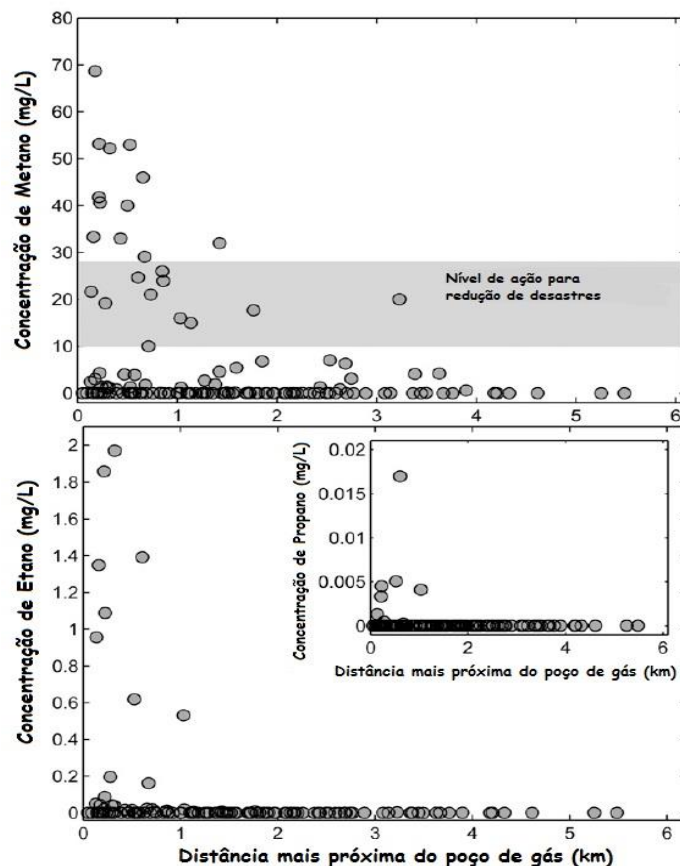 80
70
60
50
40
30
20
10
0
Concentração de Metano (mg/L)
Nível de ação para
redução de desastres
0 1 2 3 4 5 6
2
1.8
1.6
1.4
1.2
1
0.8
0.6
0.4
0.2
0
Concentração de Etano (mg/L)
0.02
0.015
0.01
0.005
0
Concentração de Propano (mg/L)
0 2 4 6
Distância mais próxima do poço de gás (km)
0 1 2 3 4 5 6
Distância mais próxima do poço de gás (km)